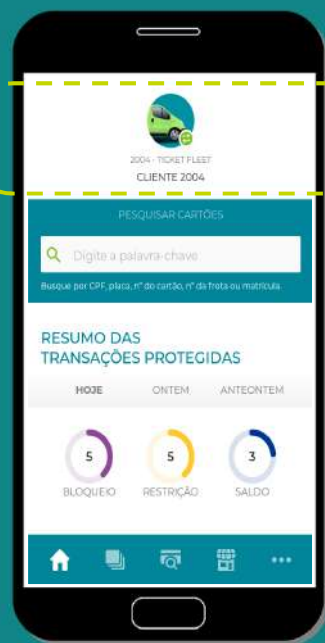 2004 - TICKET FLEET
CLIENTE 2004
PESQUISAR CARTÕES
Digite a palavra-chave
Busque por CPF, placa, nº do cartão, nº da frota ou matrícula.
RESUMO DAS
TRANSAÇÕES PROTEGIDAS
HOJE ONTEM ANTEONTEM
5 5 3
BLOQUEIO RESTRIÇÃO SALDO